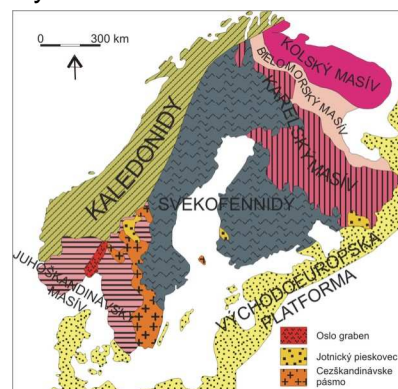 0 300 km
KOLSKÝ MASÍV
BIELOMORSKÝ MASÍV
KARELSKÝ MASÍV
KALEDONIDY
SVEKOFENNIDY
JUHOSKANDINÁVSKY
MASÍV
VÝCHODOEURÓPSKA
PLATFORMA
Oslo graben
Jotnický pieskovec
Cezškandinávske
pásmo